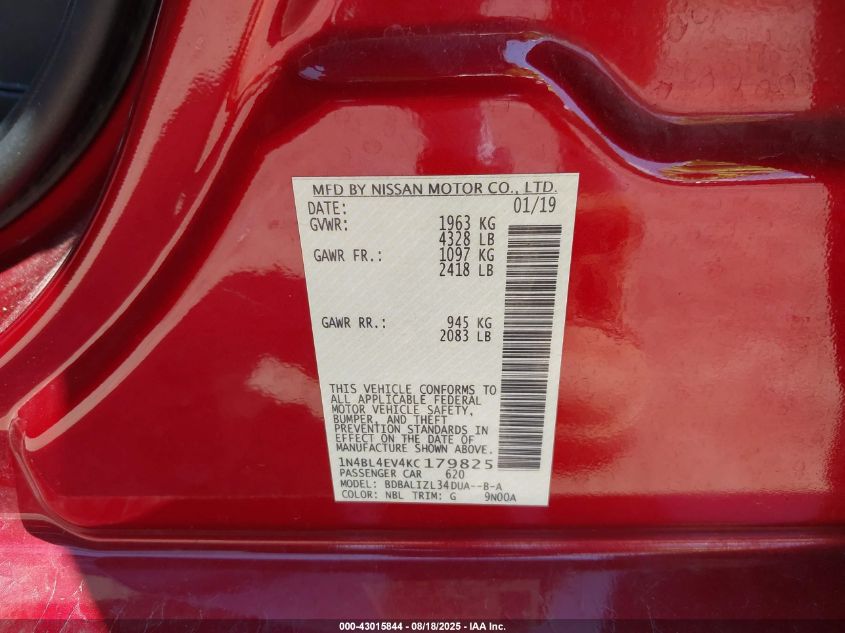 MFD BY NISSAN MOTOR CO., LTD.
DATE: 01/19
GVWR: 1963 KG
4328 LB
GAWR FR.: 1097 KG
2418 LB
GAWR RR.: 945 KG
2083 LB
THIS VEHICLE CONFORMS TO
ALL APPLICABLE FEDERAL
MOTOR VEHICLE SAFETY,
BUMPER, AND THEFT
PREVENTION STANDARDS IN
EFFECT ON THE DATE OF
MANUFACTURE SHOWN ABOVE.
1N4BL4EV4KC179825
PASSENGER CAR 620
MODEL: BDBALIZL34DUA--B-A
COLOR: NBL TRIM: G 9N00A
000-43015844 - 08/18/2025 - IAA Inc.